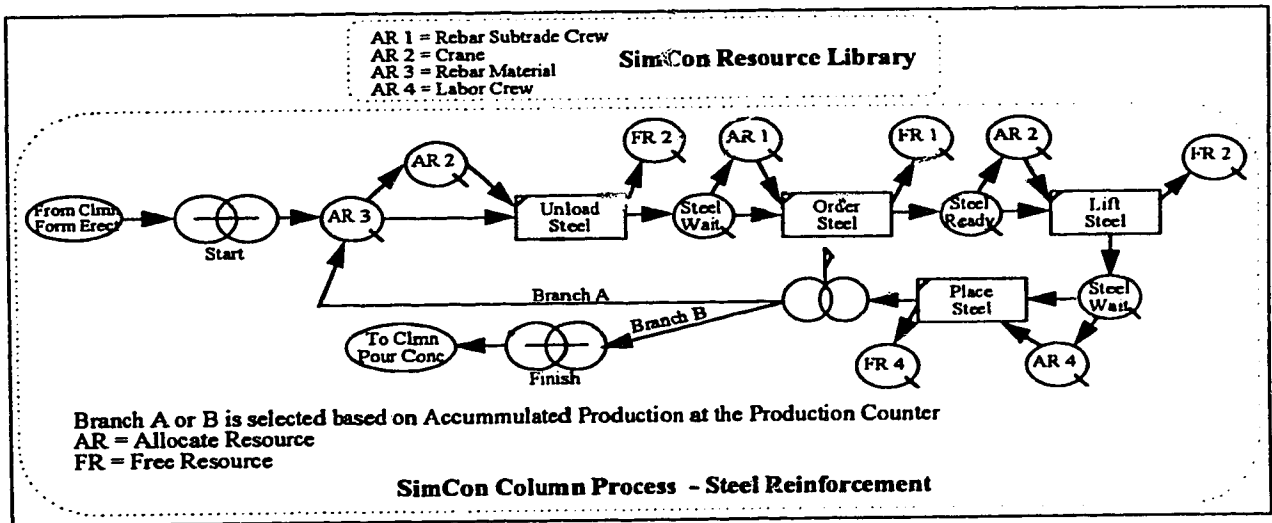 AR 1 = Rebar Subtrade Crew
AR 2 = Crane
AR 3 = Rebar Material
AR 4 = Labor Crew
SimCon Resource Library
FR 2
AR 1
FR 1
AR 2
FR 2
AR 2
From Clmn
Form Erect
Start
AR 3
Unload
Steel
Steel
Wait
Order
Steel
Steel
Ready
Lift
Steel
Branch A
Place
Steel
Steel
Wait
Branch B
To Clmn
Pour Conc
Finish
FR 4
AR 4
Branch A or B is selected based on Accummulated Production at the Production Counter
AR = Allocate Resource
FR = Free Resource
SimCon Column Process - Steel Reinforcement